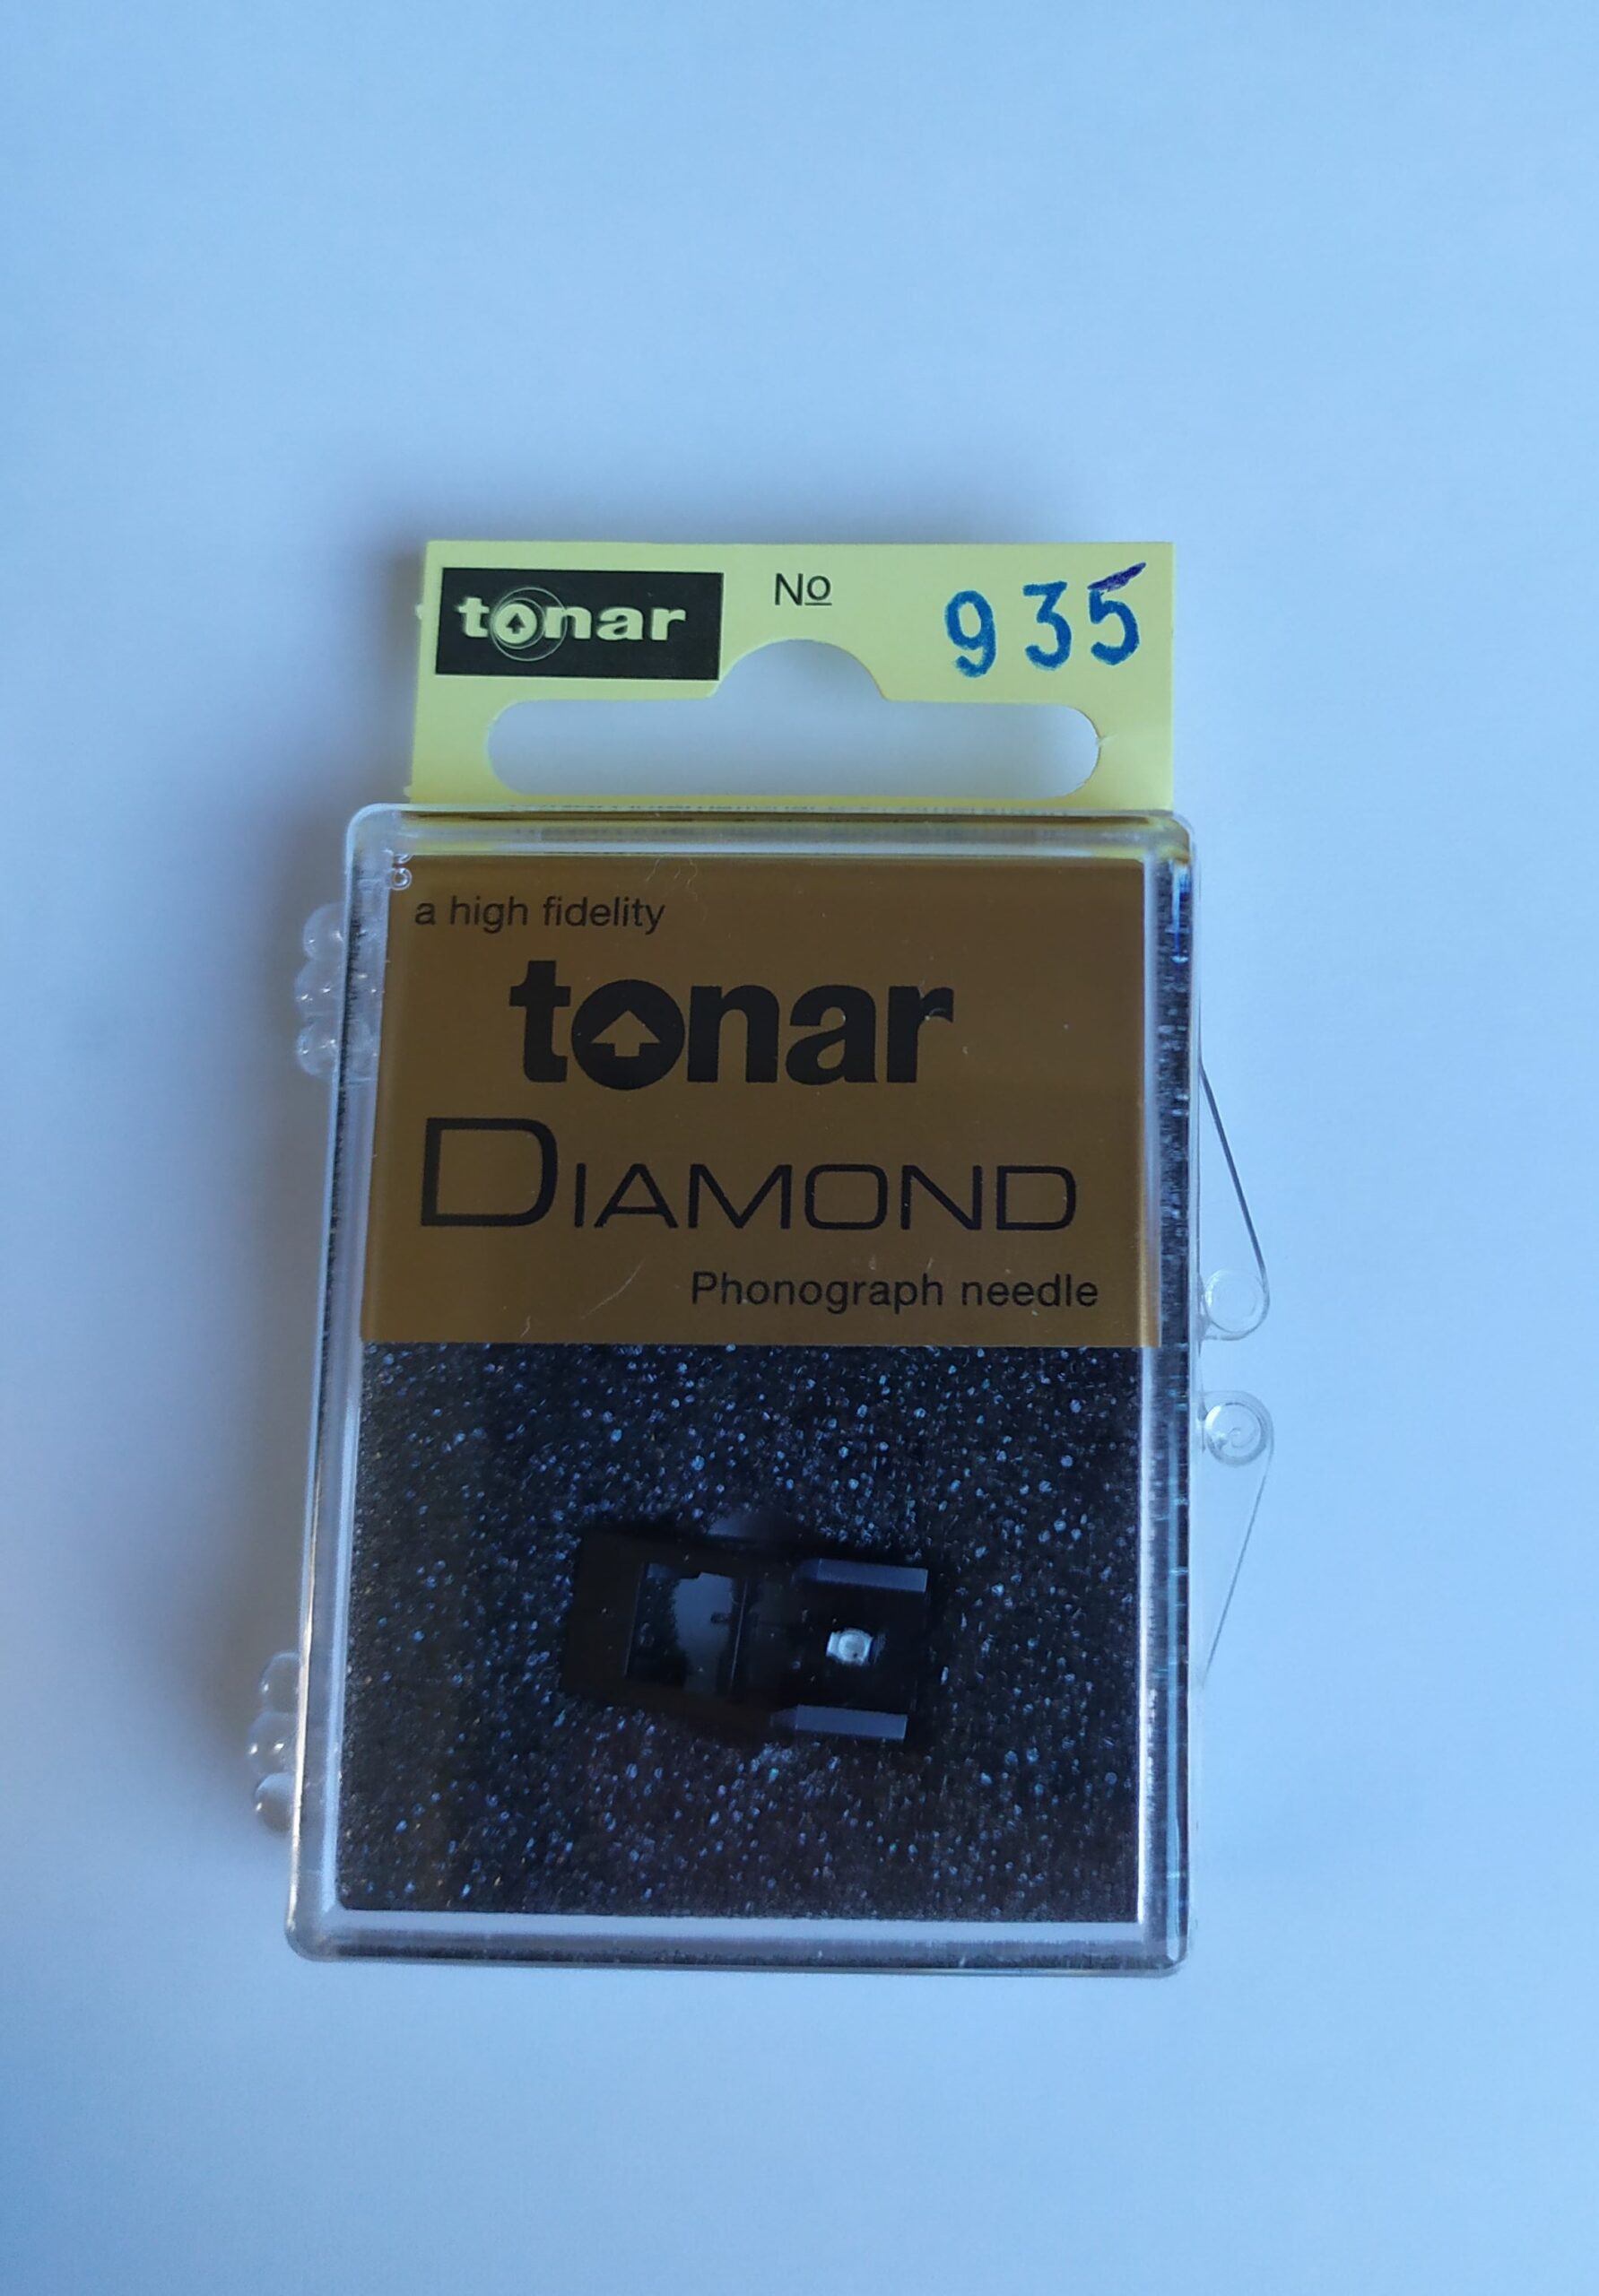 tonar
No 935
a high fidelity
tonar
DIAMOND
Phonograph needle